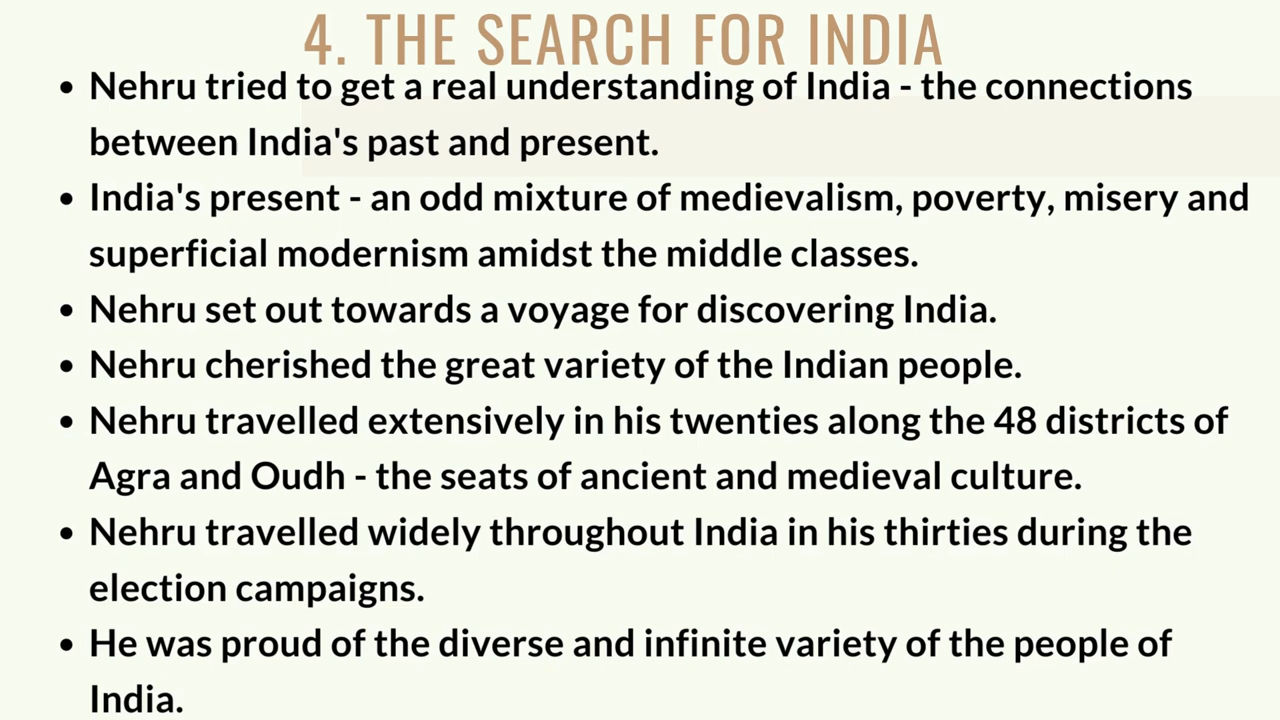 4. THE SEARCH FOR INDIA
• Nehru tried to get a real understanding of India - the connections
between India's past and present.
• India's present - an odd mixture of medievalism, poverty, misery and
superficial modernism amidst the middle classes.
• Nehru set out towards a voyage for discovering India.
• Nehru cherished the great variety of the Indian people.
• Nehru travelled extensively in his twenties along the 48 districts of
Agra and Oudh - the seats of ancient and medieval culture.
• Nehru travelled widely throughout India in his thirties during the
election campaigns.
• He was proud of the diverse and infinite variety of the people of
India.